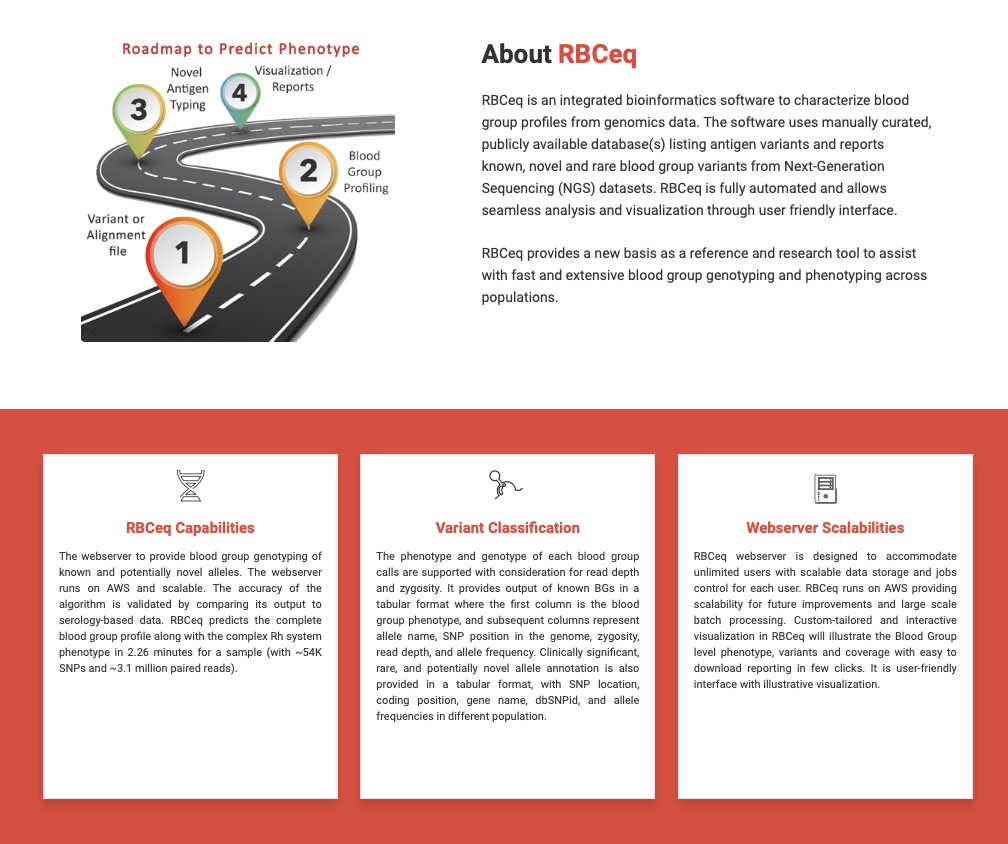 Roadmap to Predict Phenotype
3
Novel
Antigen
Typing
4
Visualization /
Reports
2
Blood
Group
Profiling
Variant or
Alignment
file
1
About RBCeq
RBCeq is an integrated bioinformatics software to characterize blood
group profiles from genomics data. The software uses manually curated,
publicly available database(s) listing antigen variants and reports
known, novel and rare blood group variants from Next-Generation
Sequencing (NGS) datasets. RBCeq is fully automated and allows
seamless analysis and visualization through user friendly interface.
RBCeq provides a new basis as a reference and research tool to assist
with fast and extensive blood group genotyping and phenotyping across
populations.
RBCeq Capabilities
The webserver to provide blood group genotyping of
known and potentially novel alleles. The webserver
runs on AWS and scalable. The accuracy of the
algorithm is validated by comparing its output to
serology-based data. RBCeq predicts the complete
blood group profile along with the complex Rh system
phenotype in 2.26 minutes for a sample (with ~54K
SNPs and ~3.1 million paired reads).
Variant Classification
The phenotype and genotype of each blood group
calls are supported with consideration for read depth
and zygosity. It provides output of known BGs in a
tabular format where the first column is the blood
group phenotype, and subsequent columns represent
allele name, SNP position in the genome, zygosity,
read depth, and allele frequency. Clinically significant,
rare, and potentially novel allele annotation is also
provided in a tabular format, with SNP location,
coding position, gene name, dbSNPid, and allele
frequencies in different population.
Webserver Scalabilities
RBCeq webserver is designed to accommodate
unlimited users with scalable data storage and jobs
control for each user. RBCeq runs on AWS providing
scalability for future improvements and large scale
batch processing. Custom-tailored and interactive
visualization in RBCeq will illustrate the Blood Group
level phenotype, variants and coverage with easy to
download reporting in few clicks. It is user-friendly
interface with illustrative visualization.